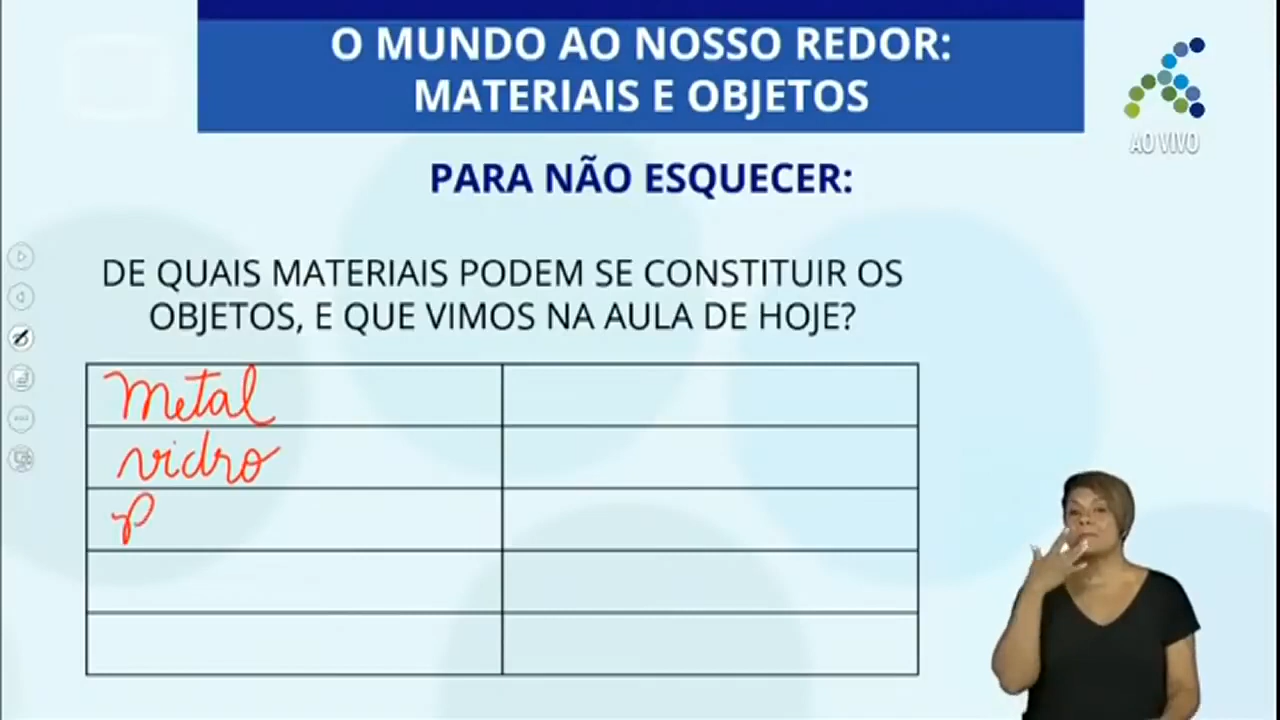 O MUNDO AO NOSSO REDOR:
MATERIAIS E OBJETOS
AO VIVO
PARA NÃO ESQUECER:
DE QUAIS MATERIAIS PODEM SE CONSTITUIR OS
OBJETOS, E QUE VIMOS NA AULA DE HOJE?
Metal
vidro
P